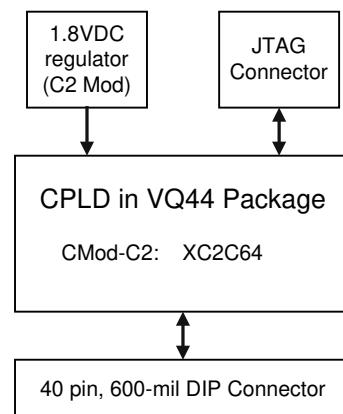 1.8VDC
regulator
(C2 Mod)
JTAG
Connector
CPLD in VQ44 Package
CMod-C2: XC2C64
40 pin, 600-mil DIP Connector